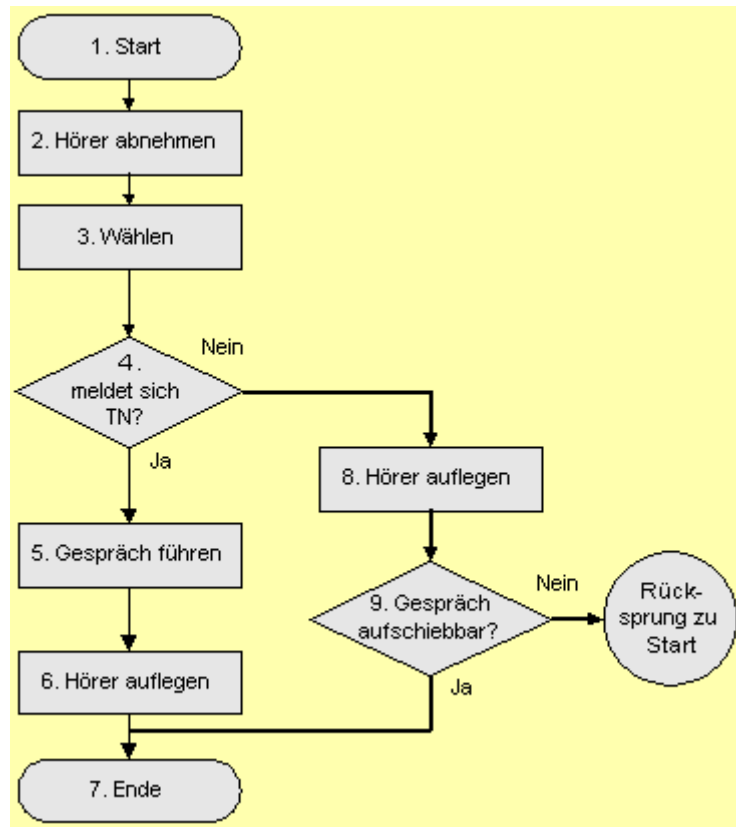 1. Start
2. Hörer abnehmen
3. Wählen
4.
meldet sich
TN?
Nein
Ja
5. Gespräch führen
6. Hörer auflegen
7. Ende
8. Hörer auflegen
9. Gespräch
aufschiebbar?
Nein
Ja
Rück-
sprung zu
Start